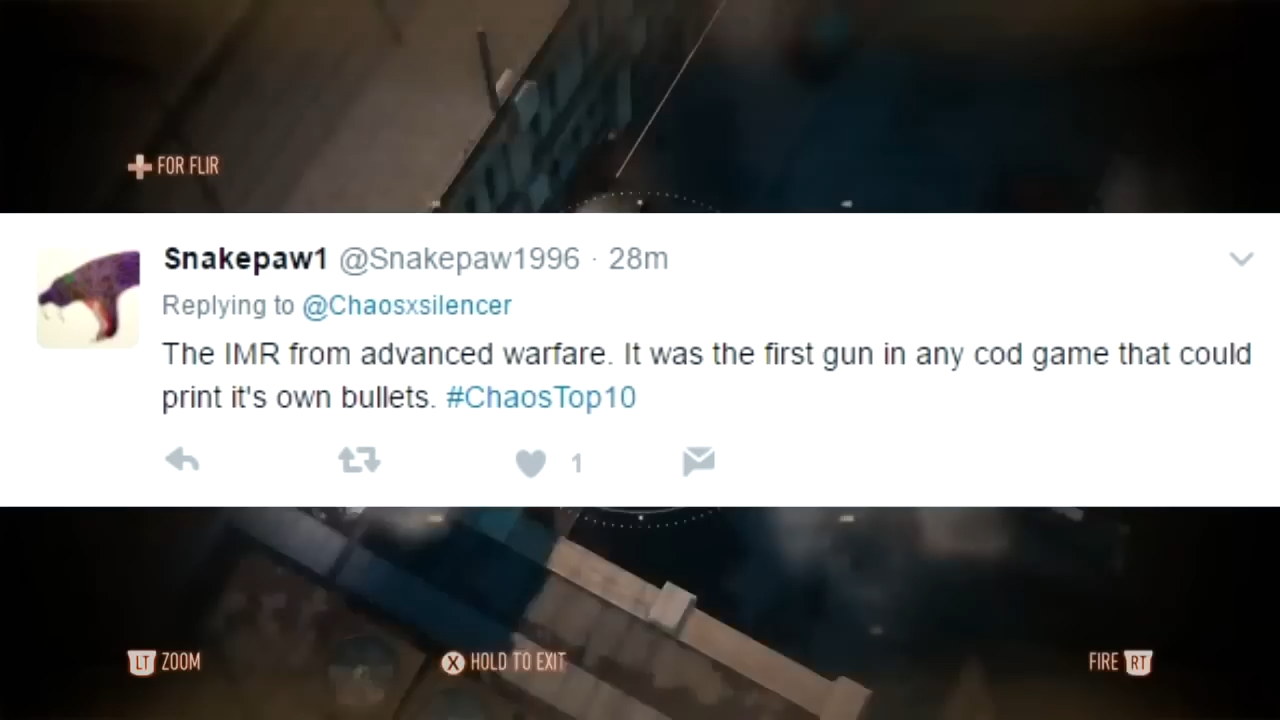 FOR FLIR
Snakepaw1 @Snakepaw1996 · 28m
Replying to @Chaosxsilencer
The IMR from advanced warfare. It was the first gun in any cod game that could
print it's own bullets. #ChaosTop10
1
LT ZOOM
X HOLD TO EXIT
FIRE RT